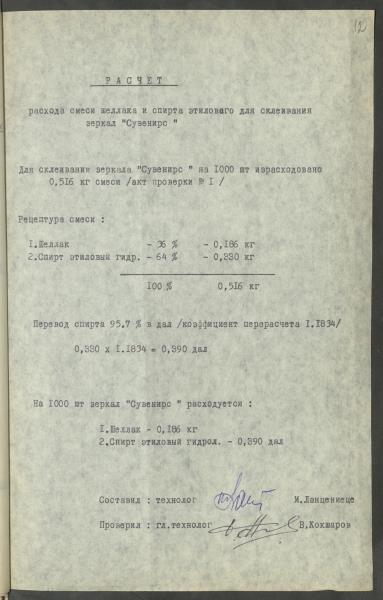 12
РАСЧЕТ
расхода смеси шеллака и спирта этилового для склеивания
зеркал "Сувенирс "
Для склеивания зеркала "Сувенирс " на 1000 шт израсходовано
0,516 кг смеси /акт проверки № I /
Рецептура смеси :
1.Шеллак - 36 % - 0,186 кг
2.Спирт этиловый гидр. - 64 % - 0,330 кг
100 % 0,516 кг
Перевод спирта 95.7 % в дал /коэффициент перерасчета I.I834/
0,330 х I.I834 = 0,390 дал
На 1000 шт зеркал "Сувенирс " расходуется :
1.Шеллак - 0,186 кг
2.Спирт этиловый гидрол. - 0,390 дал
Составил : технолог М.Ланцениеце
Проверил : гл.технолог В.Кокшаров